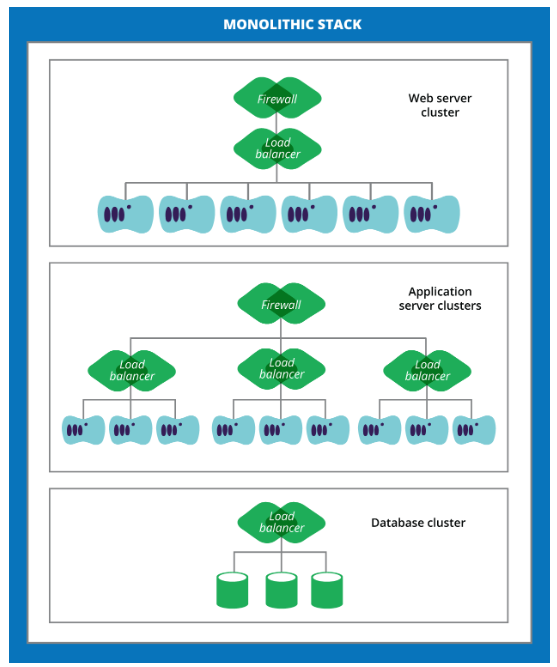 MONOLITHIC STACK
Firewall
Web server
cluster
Load
balancer
Firewall
Application
server clusters
Load
balancer
Load
balancer
Load
balancer
Load
balancer
Database cluster